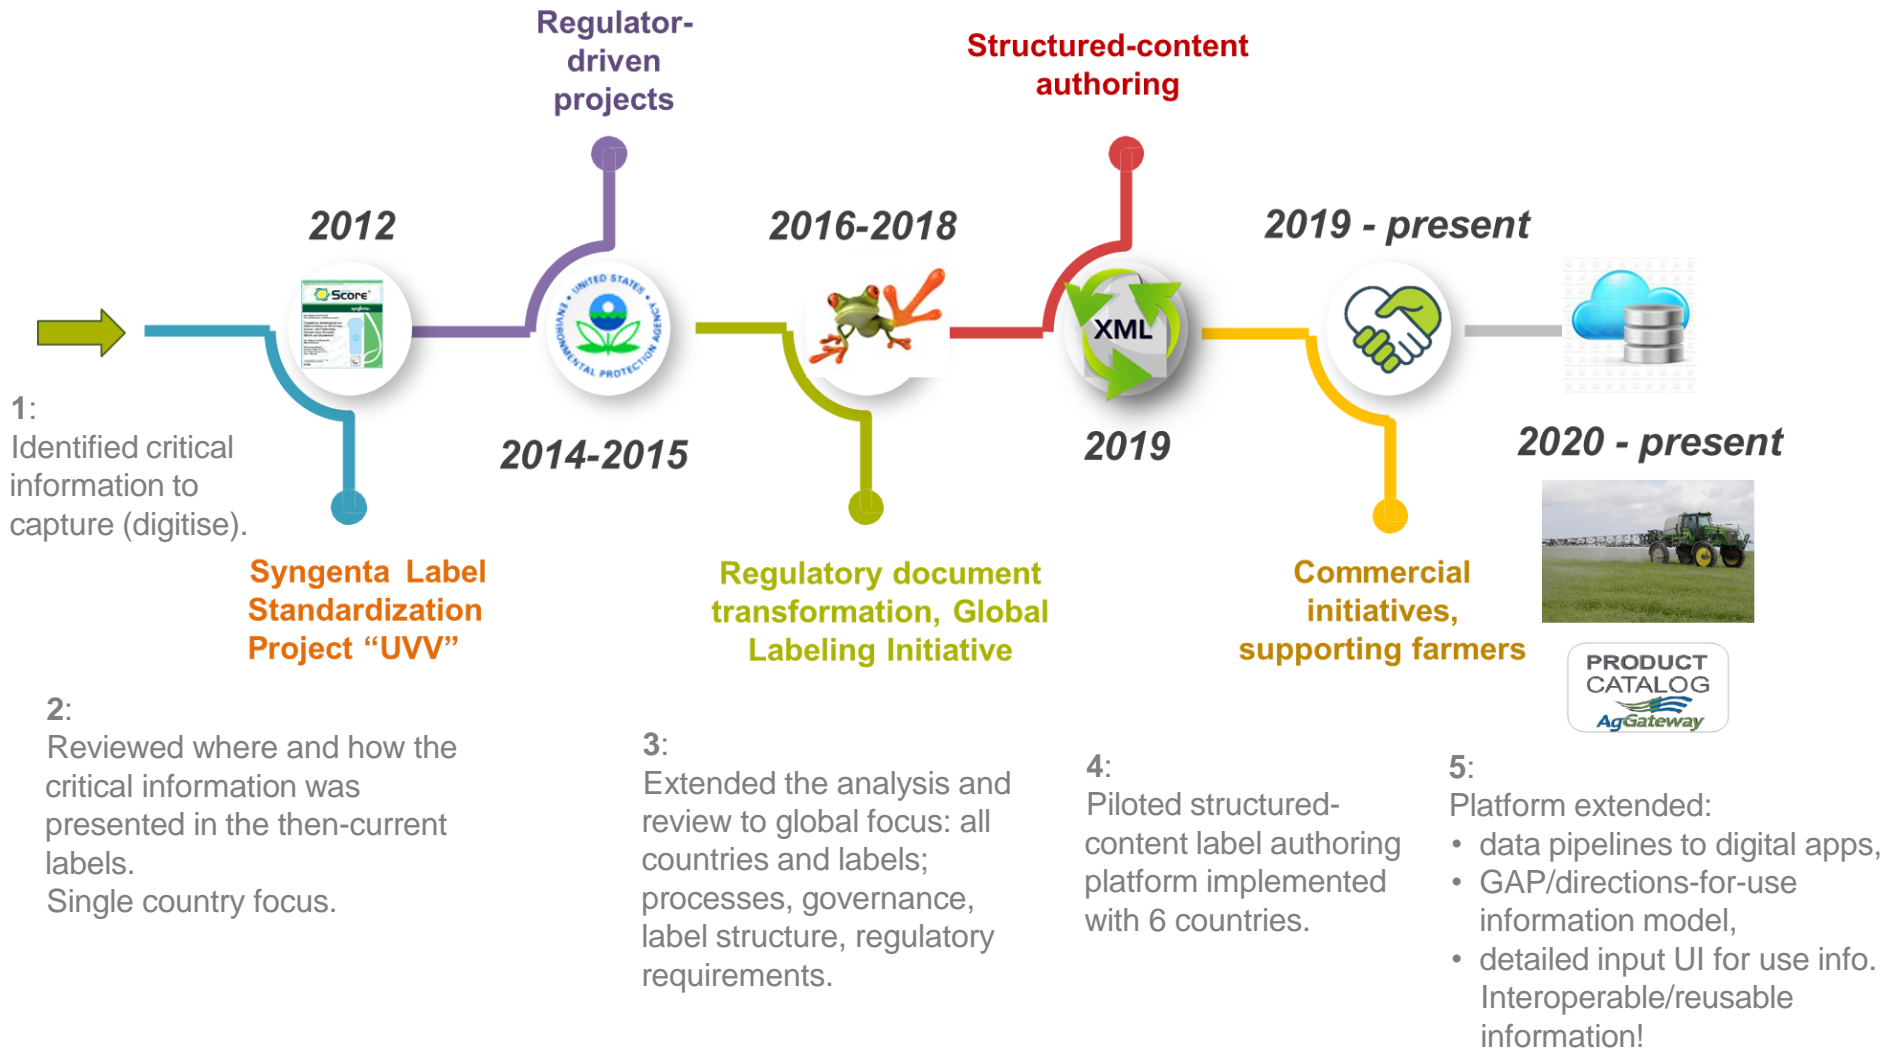 Regulator-
driven
projects
Structured-content
authoring
2012
2016-2018
2019 - present
Score
syngenta
UNITED STATES
ENVIRONMENTAL PROTECTION AGENCY
XML
2014-2015
2019
2020 - present
1:
Identified critical
information to
capture (digitise).
Syngenta Label
Standardization
Project “UVV”
Regulatory document
transformation, Global
Labeling Initiative
Commercial
initiatives,
supporting farmers
PRODUCT
CATALOG
AgGateway
2:
Reviewed where and how the
critical information was
presented in the then-current
labels.
Single country focus.
3:
Extended the analysis and
review to global focus: all
countries and labels;
processes, governance,
label structure, regulatory
requirements.
4:
Piloted structured-
content label authoring
platform implemented
with 6 countries.
5:
Platform extended:
• data pipelines to digital apps,
• GAP/directions-for-use
information model,
• detailed input UI for use info.
Interoperable/reusable
information!